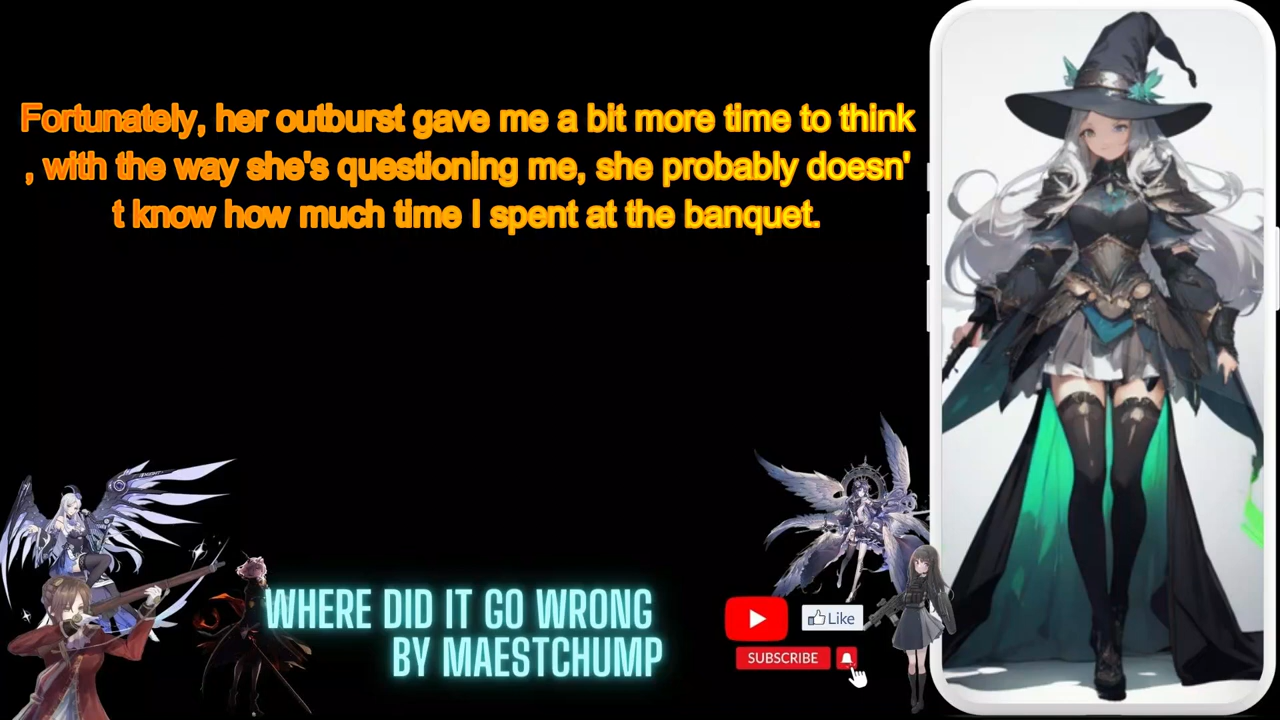 Fortunately, her outburst gave me a bit more time to think
, with the way she's questioning me, she probably doesn'
t know how much time I spent at the banquet.
WHERE DID IT GO WRONG
BY MAESTCHUMP
Like
SUBSCRIBE